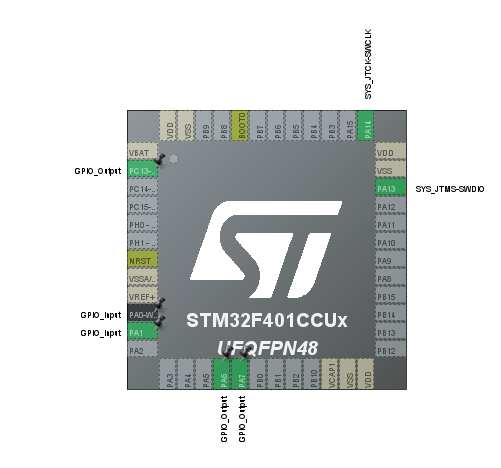 SYS_JTCK-SWCLK
VDD
VSS
PB9
PB8
BOOT0
PB7
PB6
PB5
PB4
PB3
PA15
PA14
VBAT
GPIO_Output
PC13-..
PC14-..
PC15-..
PH0 - ..
PH1 - ..
NRST
VSSA/..
VREF+
GPIO_Input
PA0-W..
GPIO_Input
PA1
PA2
VDD
VSS
PA13
SYS_JTMS-SWDIO
PA12
PA11
PA10
PA9
PA8
PB15
PB14
PB13
PB12
ST
STM32F401CCUx
UFQFPN48
PA3
PA4
PA5
PA6
PA7
PB0
PB1
PB2
PB10
VCAP1
VSS
VDD
GPIO_Output
GPIO_Output